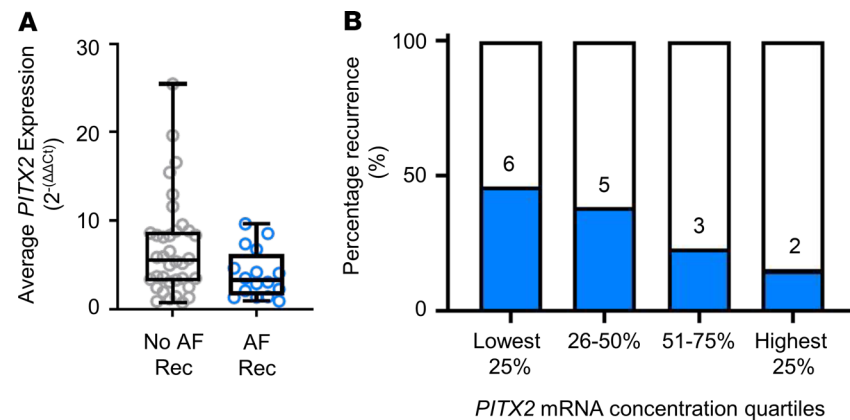 A
Average PITX2 Expression
(2-(ΔΔCt))
30
20
10
0
No AF
Rec
AF
Rec
B
Percentage recurrence
(%)
100
50
0
6
5
3
2
Lowest
25%
26-50%
51-75%
Highest
25%
PITX2 mRNA concentration quartiles